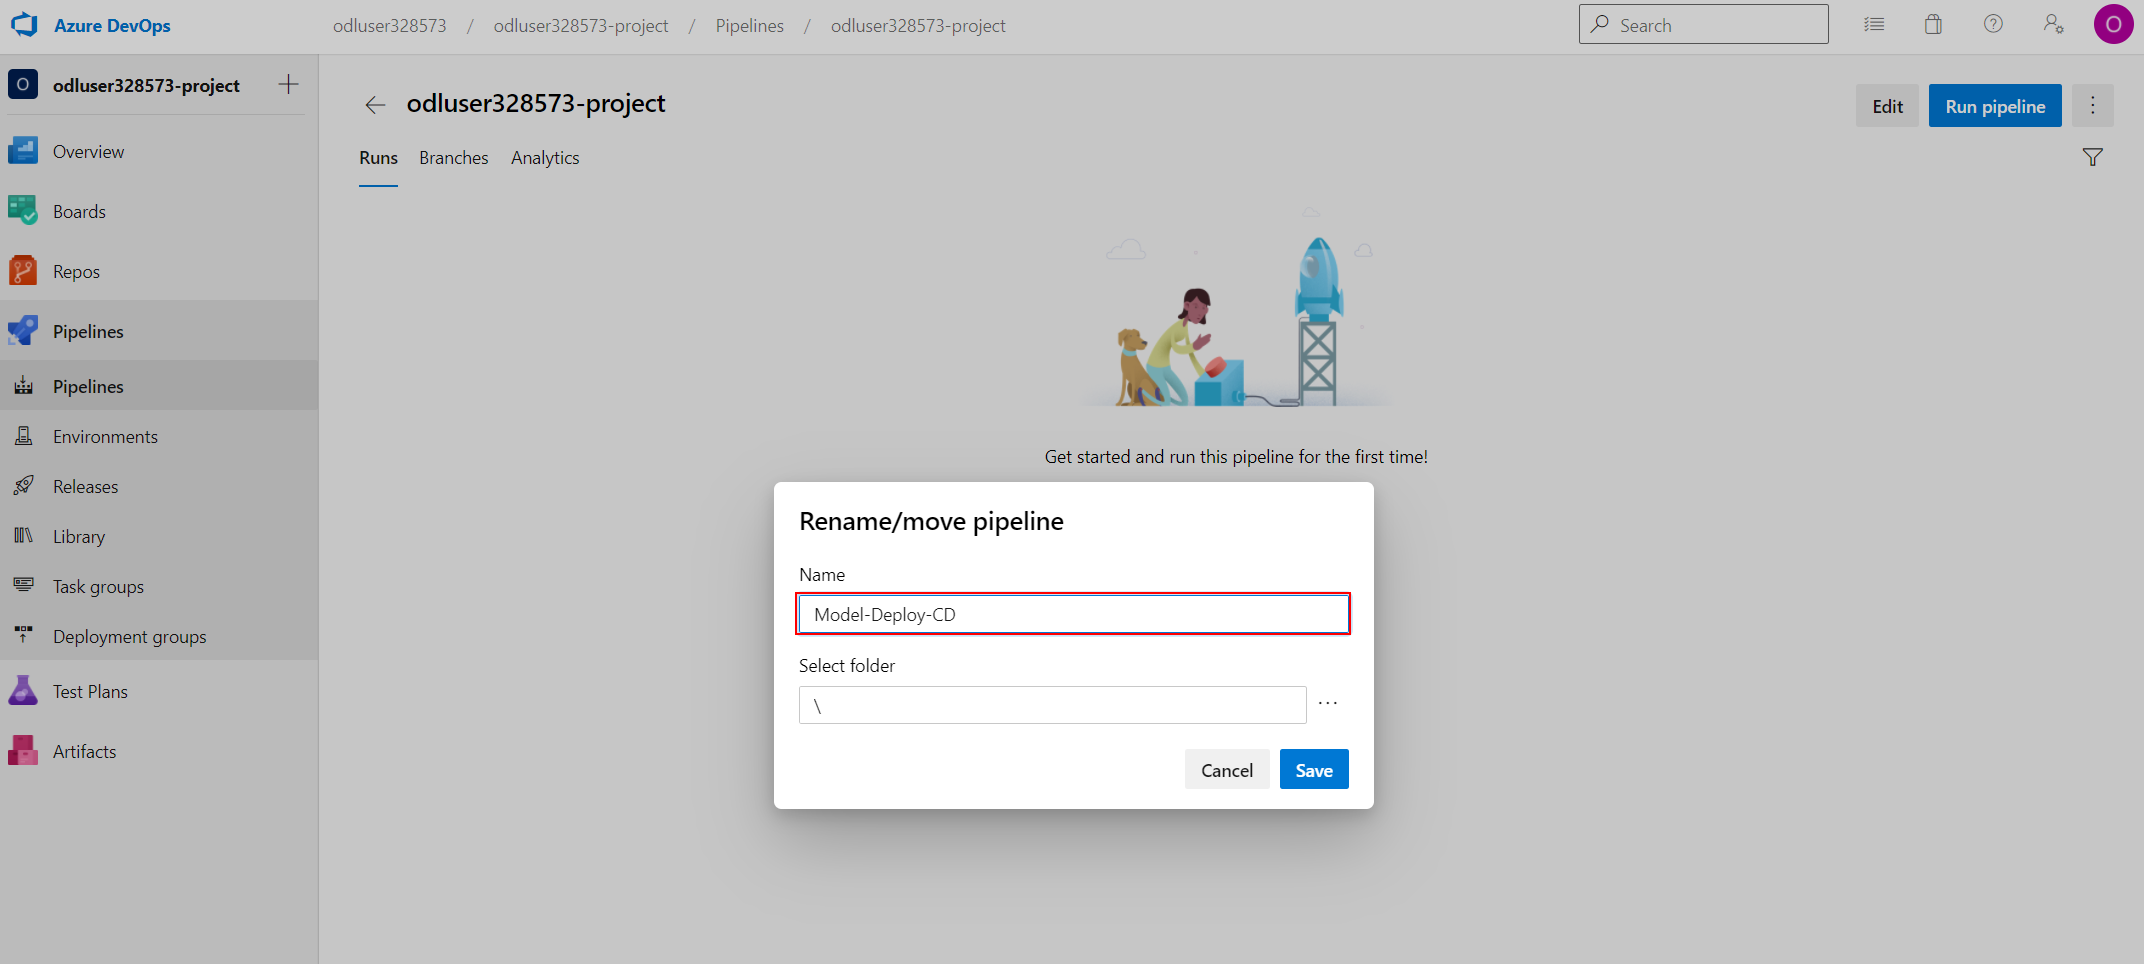 Azure DevOps
odluser328573 / odluser328573-project / Pipelines / odluser328573-project
Search
O
O odluser328573-project
Overview
Boards
Repos
Pipelines
Pipelines
Environments
Releases
Library
Task groups
Deployment groups
Test Plans
Artifacts
odluser328573-project
Edit
Run pipeline
Runs Branches Analytics
Get started and run this pipeline for the first time!
Rename/move pipeline
Name
Model-Deploy-CD
Select folder
\
...
Cancel
Save